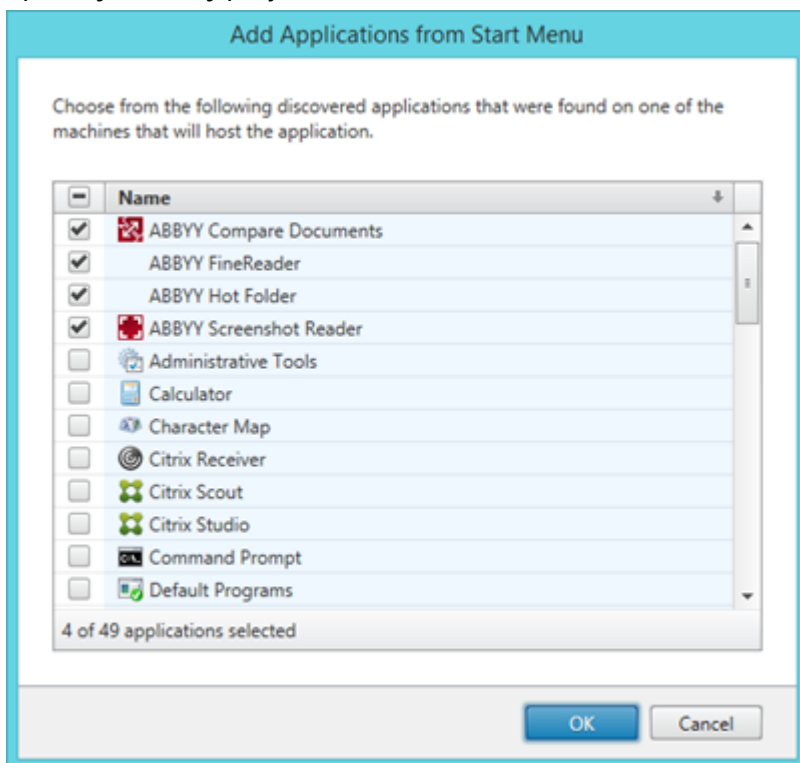 Add Applications from Start Menu
Choose from the following discovered applications that were found on one of the
machines that will host the application.
Name
ABBYY Compare Documents
ABBYY FineReader
ABBYY Hot Folder
ABBYY Screenshot Reader
Administrative Tools
Calculator
Character Map
Citrix Receiver
Citrix Scout
Citrix Studio
Command Prompt
Default Programs
4 of 49 applications selected
OK Cancel